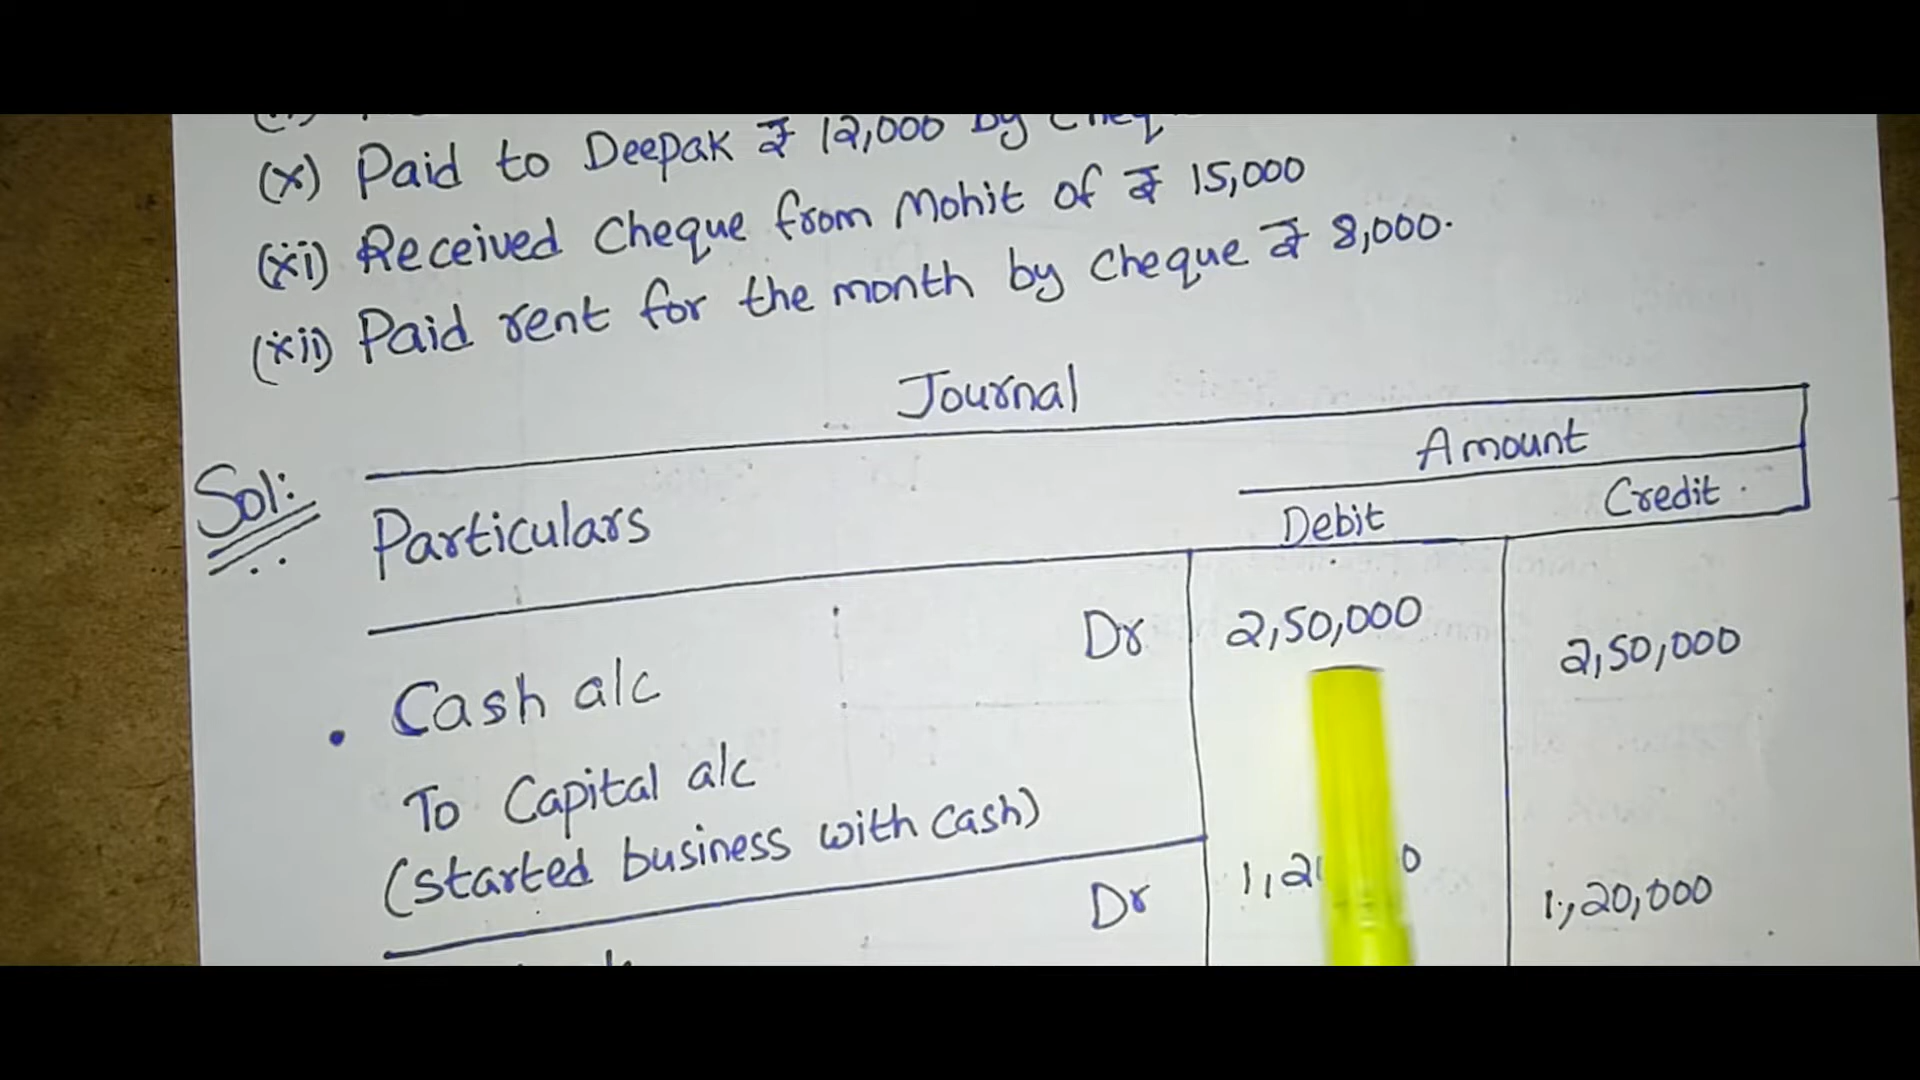 (x) Paid to Deepak ₹ 12,000 by
(xi) Received Cheque from Mohit of ₹ 15,000
(xii) Paid rent for the month by cheque ₹ 8,000.
Journal
Sol:
Amount
Particulars Debit Credit
Cash a/c Dr 2,50,000 2,50,000
To Capital a/c
(started business with cash)
Dr 1,20,000